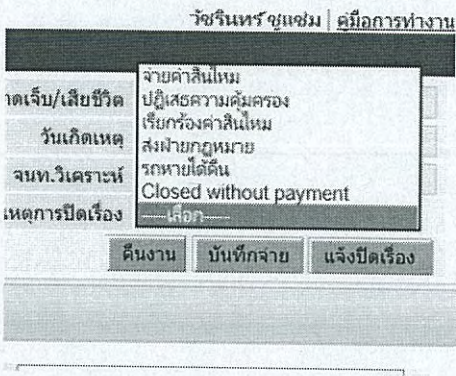 วัชรินทร์ ชูแช่ม | คู่มือการทำงาน
จ่ายค่าสินไหม
าดเจ็บ/เสียชีวิต ปฏิเสธความคุ้มครอง
เรียกร้องค่าสินไหม
วันเกิดเหตุ ส่งฝ่ายกฎหมาย
จนท.วิเคราะห์ รถหายได้คืน
Closed without payment
เหตุการปิดเรื่อง -----เลือก-----
คืนงาน บันทึกจ่าย แจ้งปิดเรื่อง